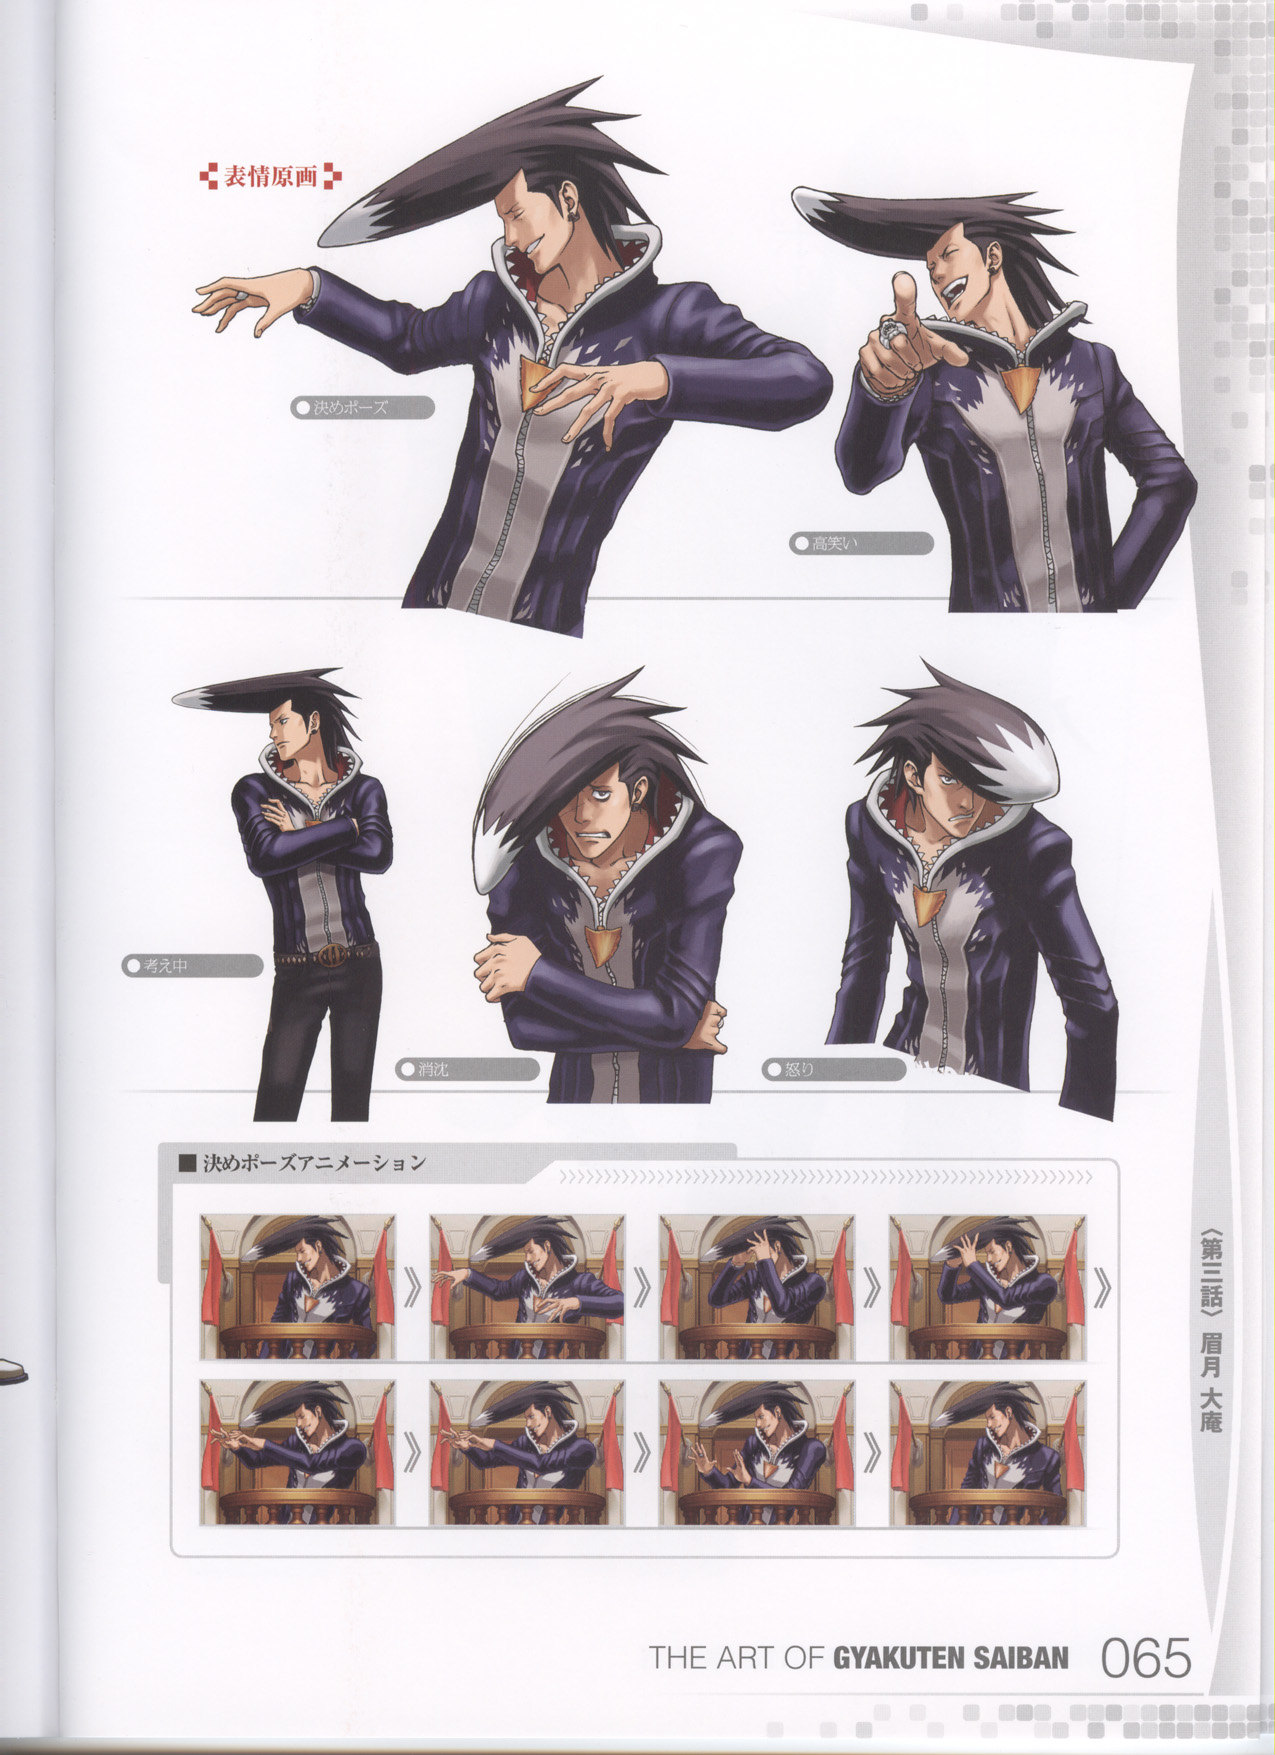 表情原画
決めポーズ
高笑い
考え中
消沈
怒り
■決めポーズアニメーション
〈第三話〉 眉月 大庵
THE ART OF GYAKUTEN SAIBAN 065